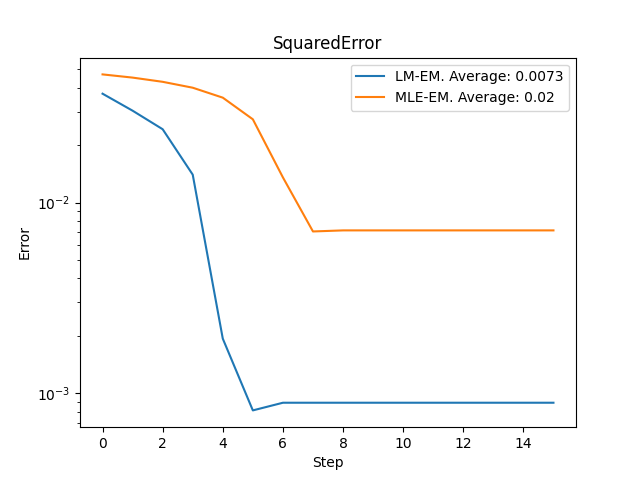 SquaredError
LM-EM. Average: 0.0073
MLE-EM. Average: 0.02
10⁻²
10⁻³
Error
0 2 4 6 8 10 12 14
Step